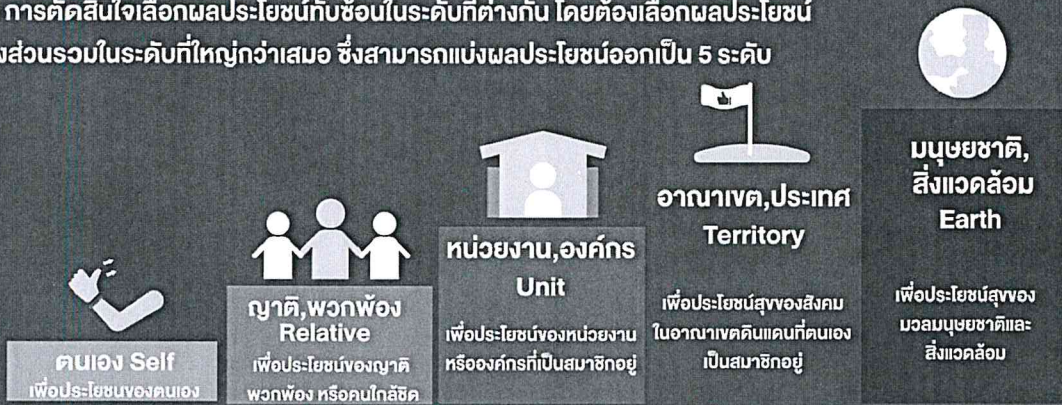 การตัดสินใจเลือกผลประโยชน์ทับซ้อนในระดับที่ต่างกัน โดยต้องเลือกผลประโยชน์
ส่วนรวมในระดับที่ใหญ่กว่าเสมอ ซึ่งสามารถแบ่งผลประโยชน์ออกเป็น 5 ระดับ
ตนเอง Self
เพื่อประโยชน์ของตนเอง
ญาติ,พวกพ้อง
Relative
เพื่อประโยชน์ของญาติ
พวกพ้อง หรือคนใกล้ชิด
หน่วยงาน,องค์กร
Unit
เพื่อประโยชน์ของหน่วยงาน
หรือองค์กรที่เป็นสมาชิกอยู่
อาณาเขต,ประเทศ
Territory
เพื่อประโยชน์สุขของสังคม
ในอาณาเขตดินแดนที่ตนเอง
เป็นสมาชิกอยู่
มนุษยชาติ,
สิ่งแวดล้อม
Earth
เพื่อประโยชน์สุขของ
มวลมนุษยชาติและ
สิ่งแวดล้อม